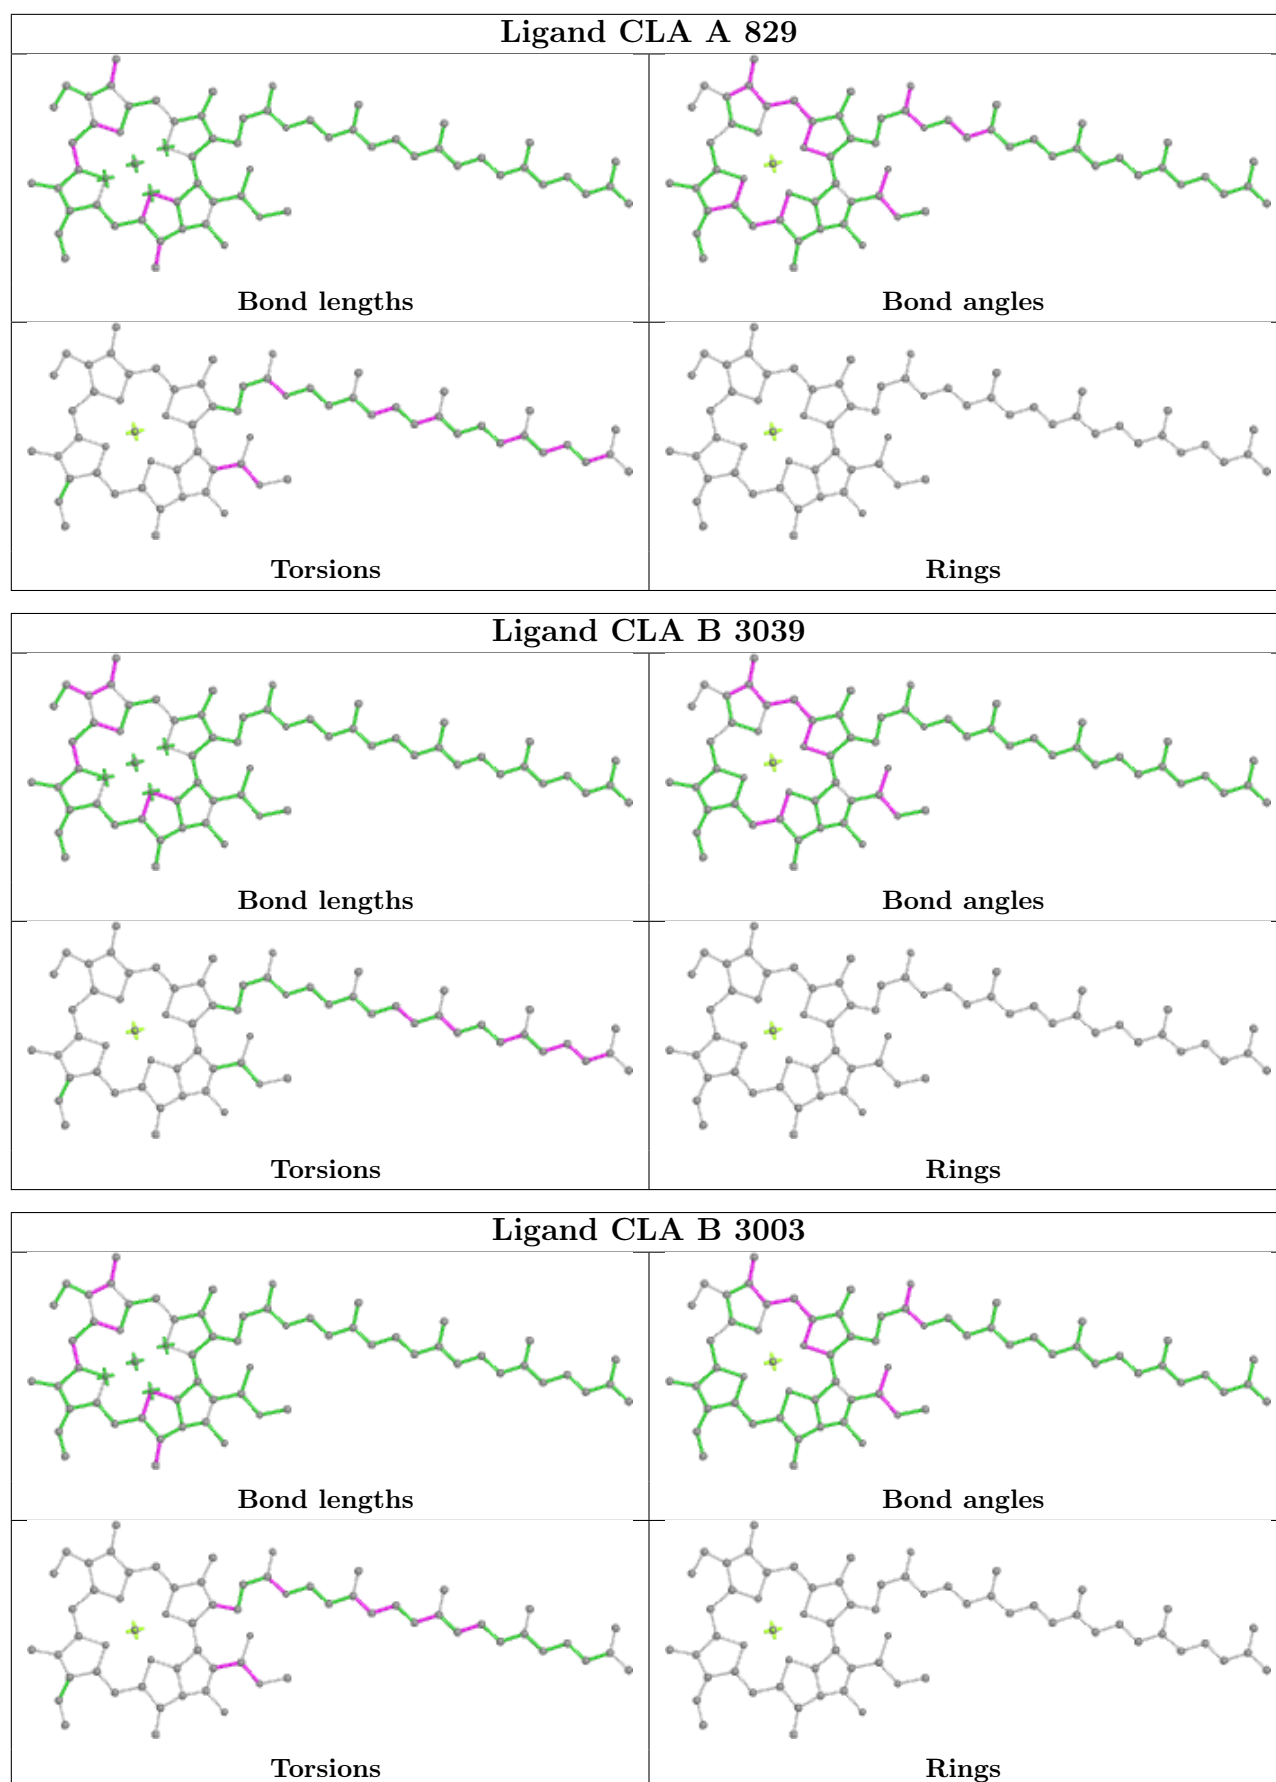 Ligand CLA A 829
Bond lengths
Bond angles
Torsions
Rings
Ligand CLA B 3039
Bond lengths
Bond angles
Torsions
Rings
Ligand CLA B 3003
Bond lengths
Bond angles
Torsions
Rings